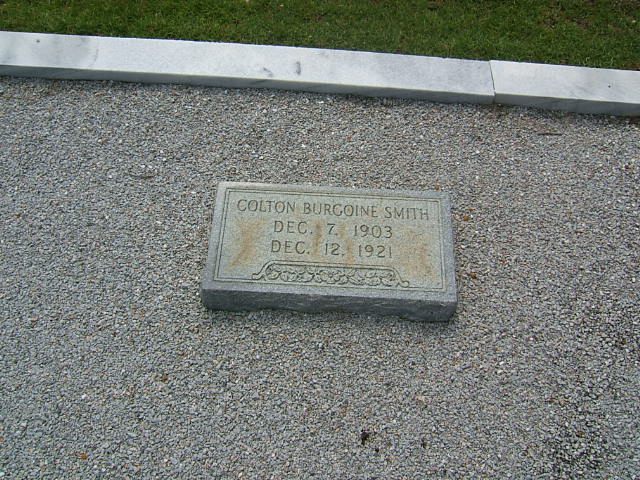 COLTON BURGOINE SMITH
DEC. 7, 1903
DEC. 12, 1921